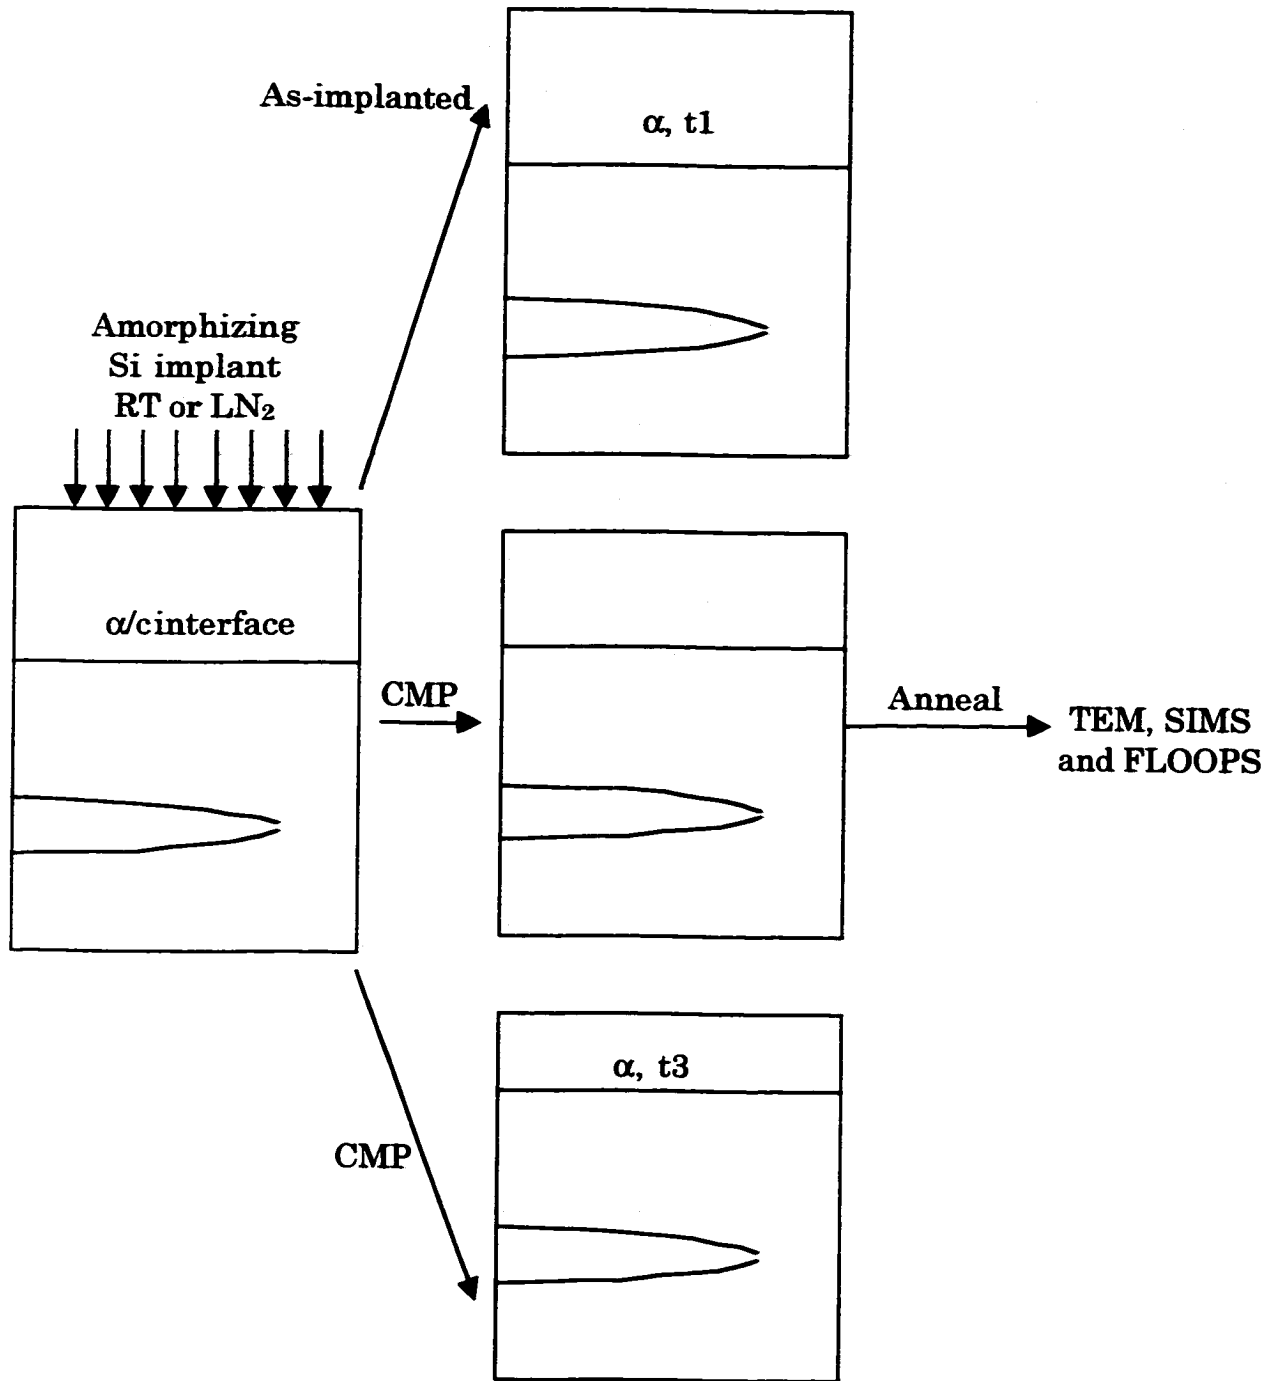 As-implanted
α, t1
Amorphizing
Si implant
RT or LN₂
α/cinterface
CMP
Anneal
TEM, SIMS
and FLOOPS
α, t3
CMP